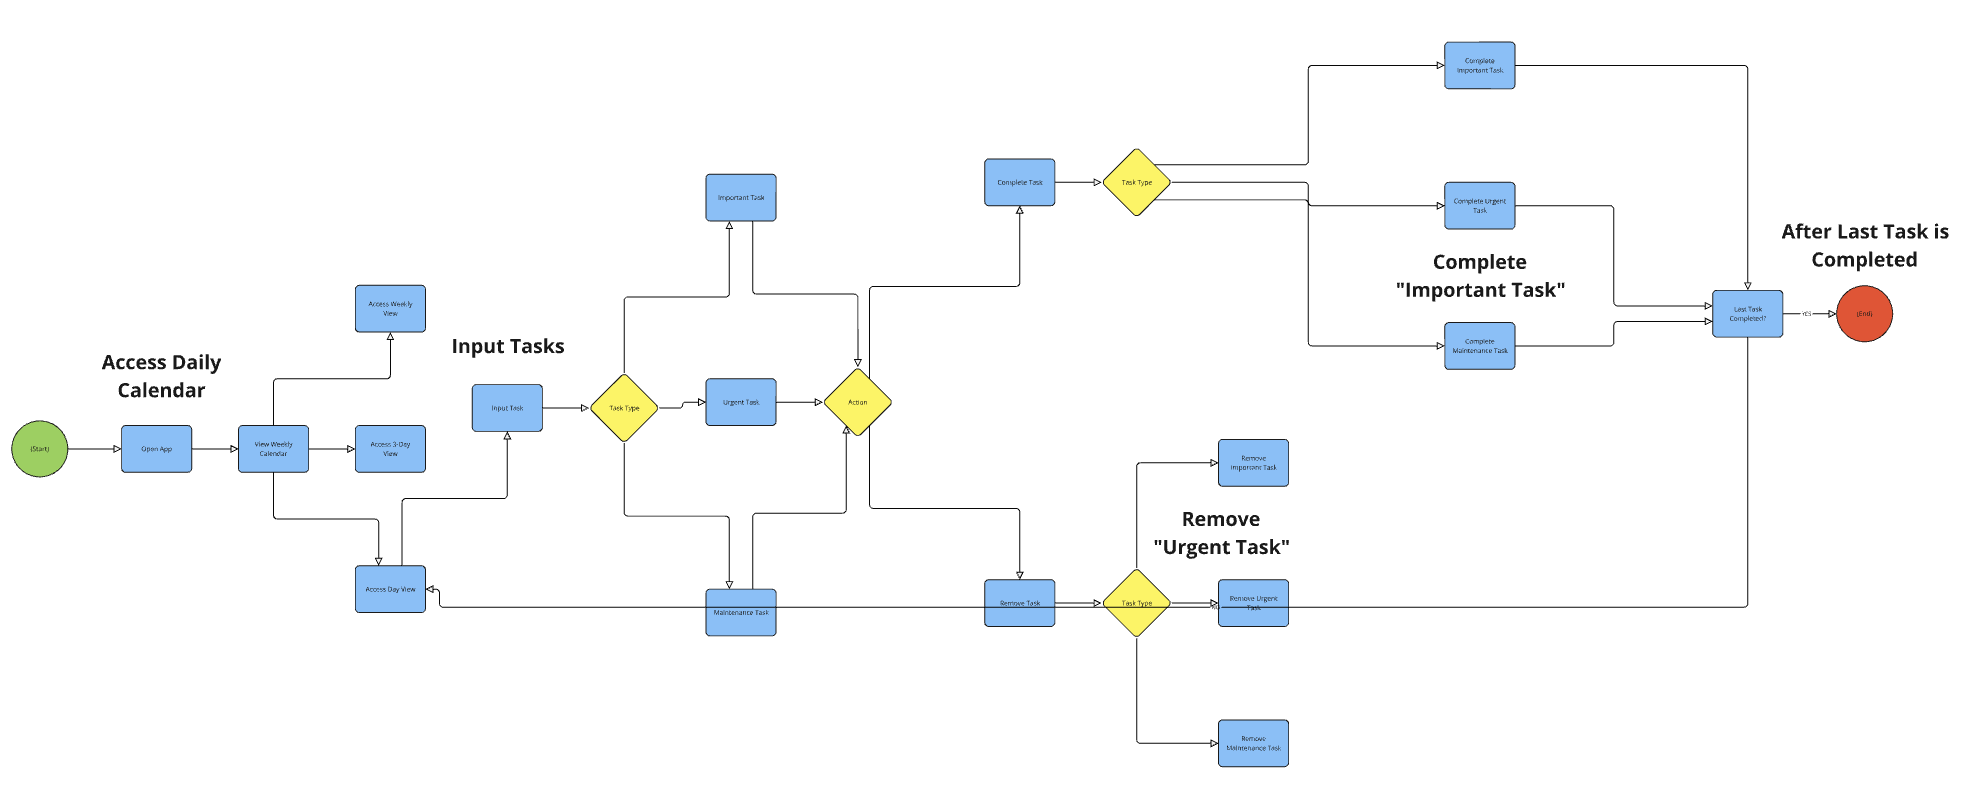 (Start)
Access Daily
Calendar
Open App
View Weekly
Calendar
Access Weekly
View
Access 3-Day
View
Access Day View
Input Tasks
Input Task
Task Type
Important Task
Urgent Task
Maintenance Task
Action
Complete Task
Task Type
Complete
Important Task
Complete Urgent
Task
Complete
"Important Task"
Complete
Maintenance Task
Remove Task
Task Type
Remove
Important Task
Remove
"Urgent Task"
Remove Urgent
Task
NO
Remove
Maintenance Task
Last Task
Completed?
YES
After Last Task is
Completed
(End)